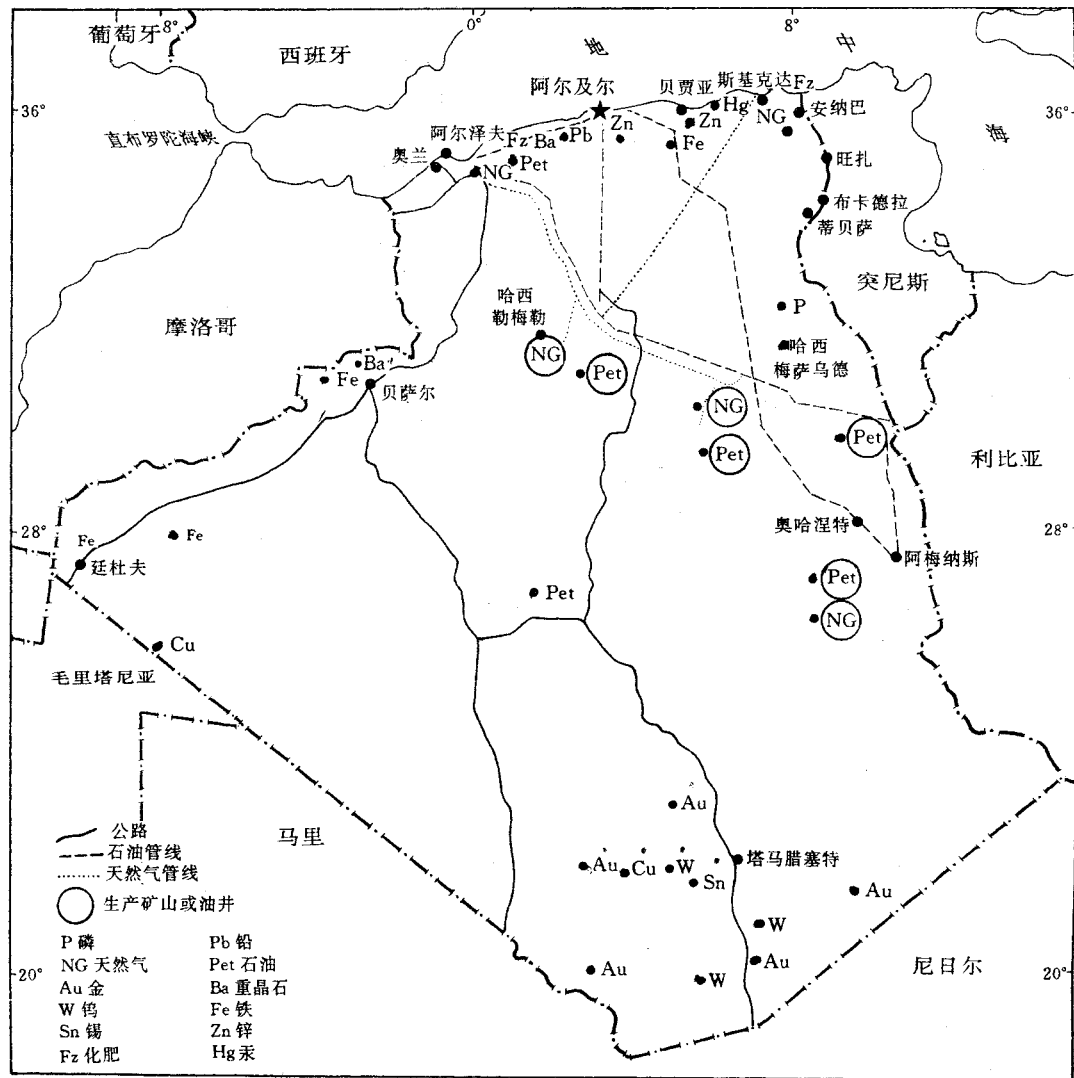 8°
0°
8°
葡萄牙
西班牙
地
中
海
36°
36°
直布罗陀海峡
阿尔及尔
贝贾亚
斯基克达
Fz
Hg
NG
安纳巴
Zn
Zn
Fe
阿尔泽夫
奥兰
Fz
Ba
Pb
Pet
NG
旺扎
布卡德拉
蒂贝萨
突尼斯
摩洛哥
哈西
勒梅勒
NG
Pet
P
哈西
梅萨乌德
Ba
Fe
贝萨尔
NG
Pet
Pet
利比亚
28°
28°
Fe
Fe
廷杜夫
奥哈涅特
阿梅纳斯
Pet
Pet
NG
Cu
毛里塔尼亚
马里
Au
Au
Cu
W
Sn
塔马腊塞特
Au
W
Au
Au
W
尼日尔
20°
20°
公路
石油管线
天然气管线
生产矿山或油井
P 磷
Pb 铅
NG 天然气
Pet 石油
Au 金
Ba 重晶石
W 钨
Fe 铁
Sn 锡
Zn 锌
Fz 化肥
Hg 汞